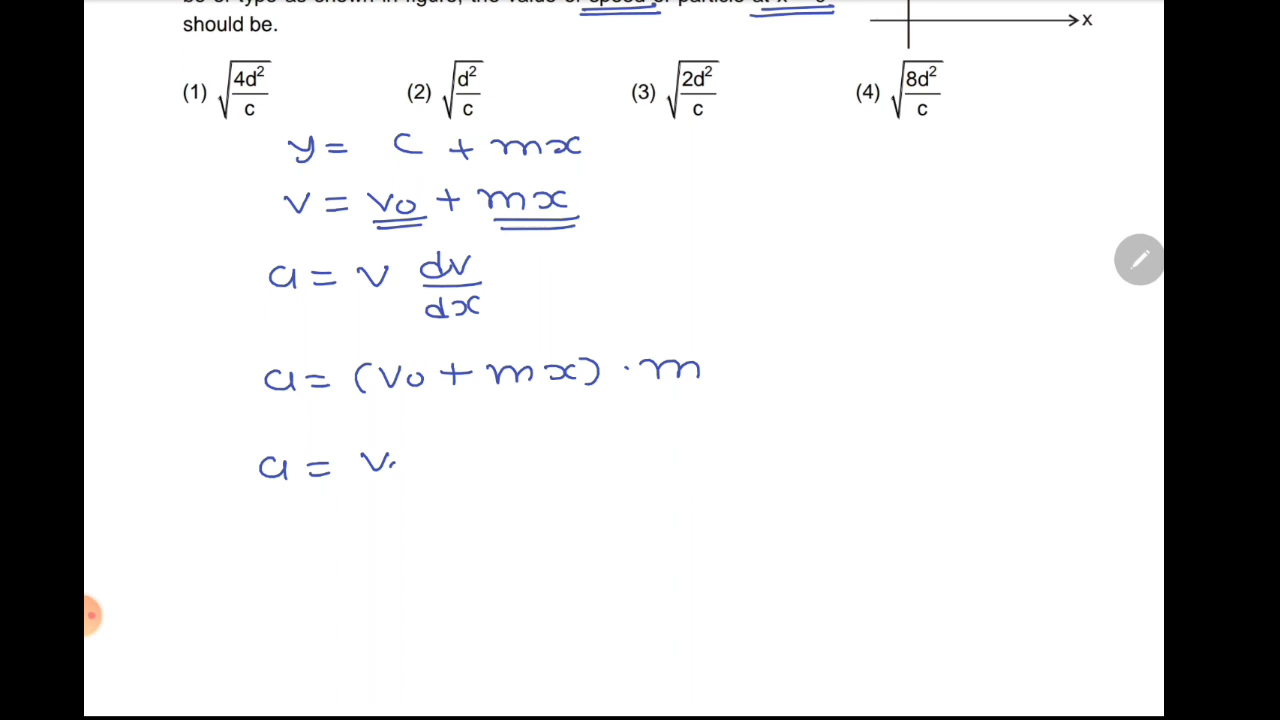 should be.
x
(1) √(4d²/c) (2) √(d²/c) (3) √(2d²/c) (4) √(8d²/c)
y = c + mx
v = v0 + mx
a = v dv/dx
a = (v0 + mx) · m
a = v